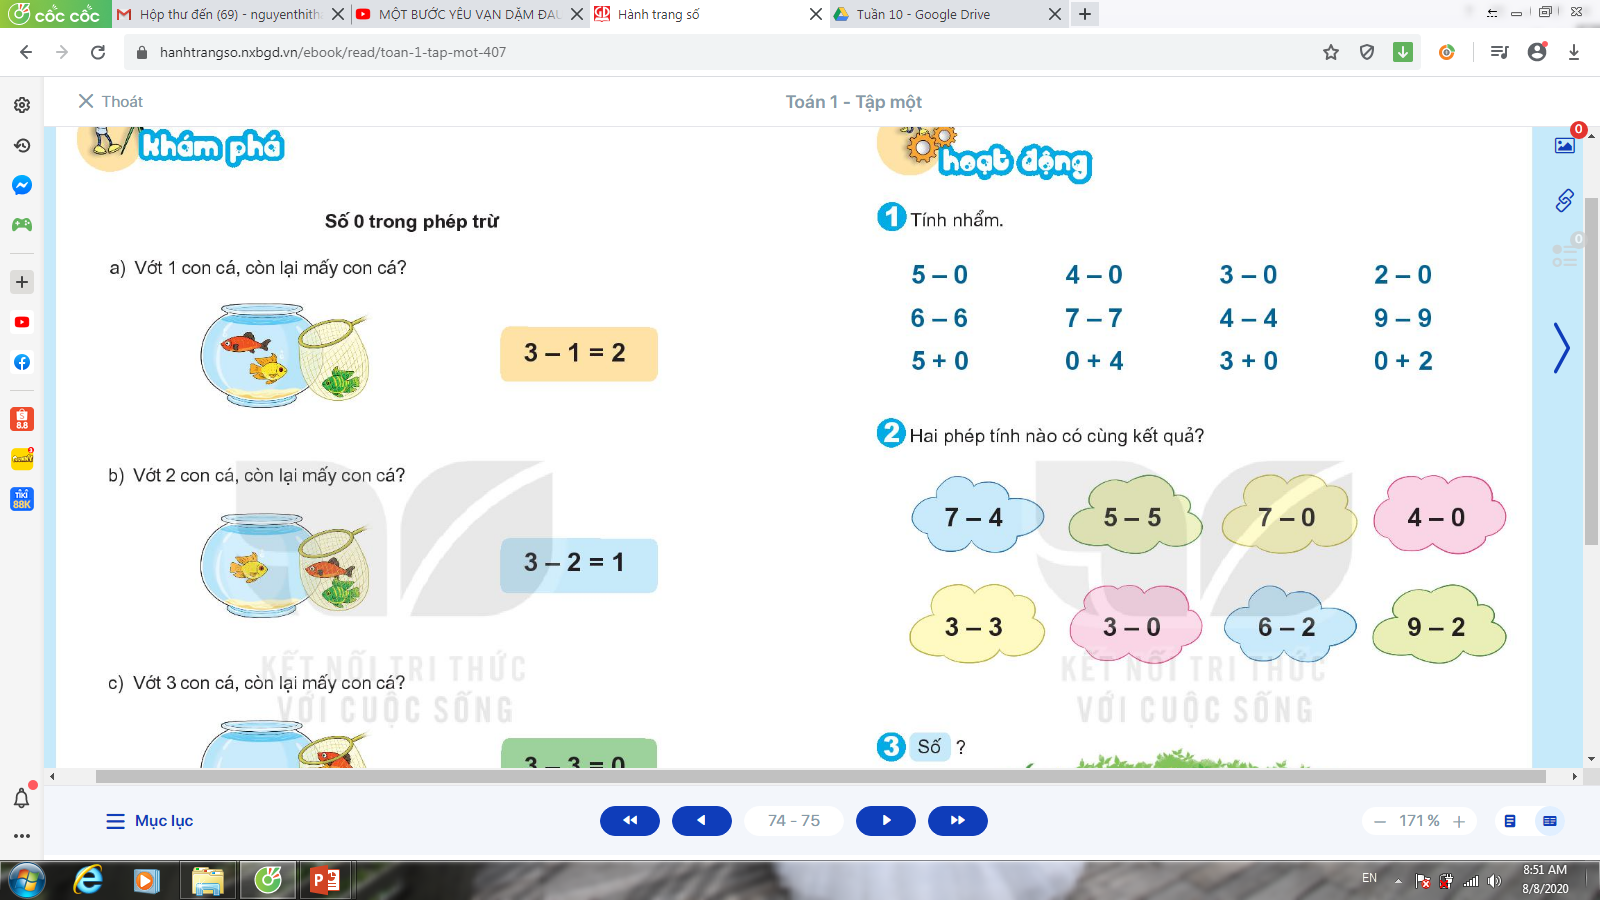 cốc cốc
Hộp thư đến (69) - nguyenthith
MỘT BƯỚC YÊU VẠN DẶM ĐAU
Hành trang số
Tuần 10 - Google Drive
hanhtrangso.nxbgd.vn/ebook/read/toan-1-tap-mot-407
Thoát
Toán 1 - Tập một
0
0
khám phá
Số 0 trong phép trừ
a) Vớt 1 con cá, còn lại mấy con cá?
3 – 1 = 2
b) Vớt 2 con cá, còn lại mấy con cá?
3 – 2 = 1
c) Vớt 3 con cá, còn lại mấy con cá?
3 – 3 = 0
KẾT NỐI TRI THỨC
VỚI CUỘC SỐNG
hoạt động
1 Tính nhẩm.
5 – 0 4 – 0 3 – 0 2 – 0
6 – 6 7 – 7 4 – 4 9 – 9
5 + 0 0 + 4 3 + 0 0 + 2
2 Hai phép tính nào có cùng kết quả?
7 – 4 5 – 5 7 – 0 4 – 0
3 – 3 3 – 0 6 – 2 9 – 2
KẾT NỐI TRI THỨC
VỚI CUỘC SỐNG
3 Số ?
8.8
TIKI
88K
Mục lục
74 - 75
171 %
EN
8:51 AM
8/8/2020